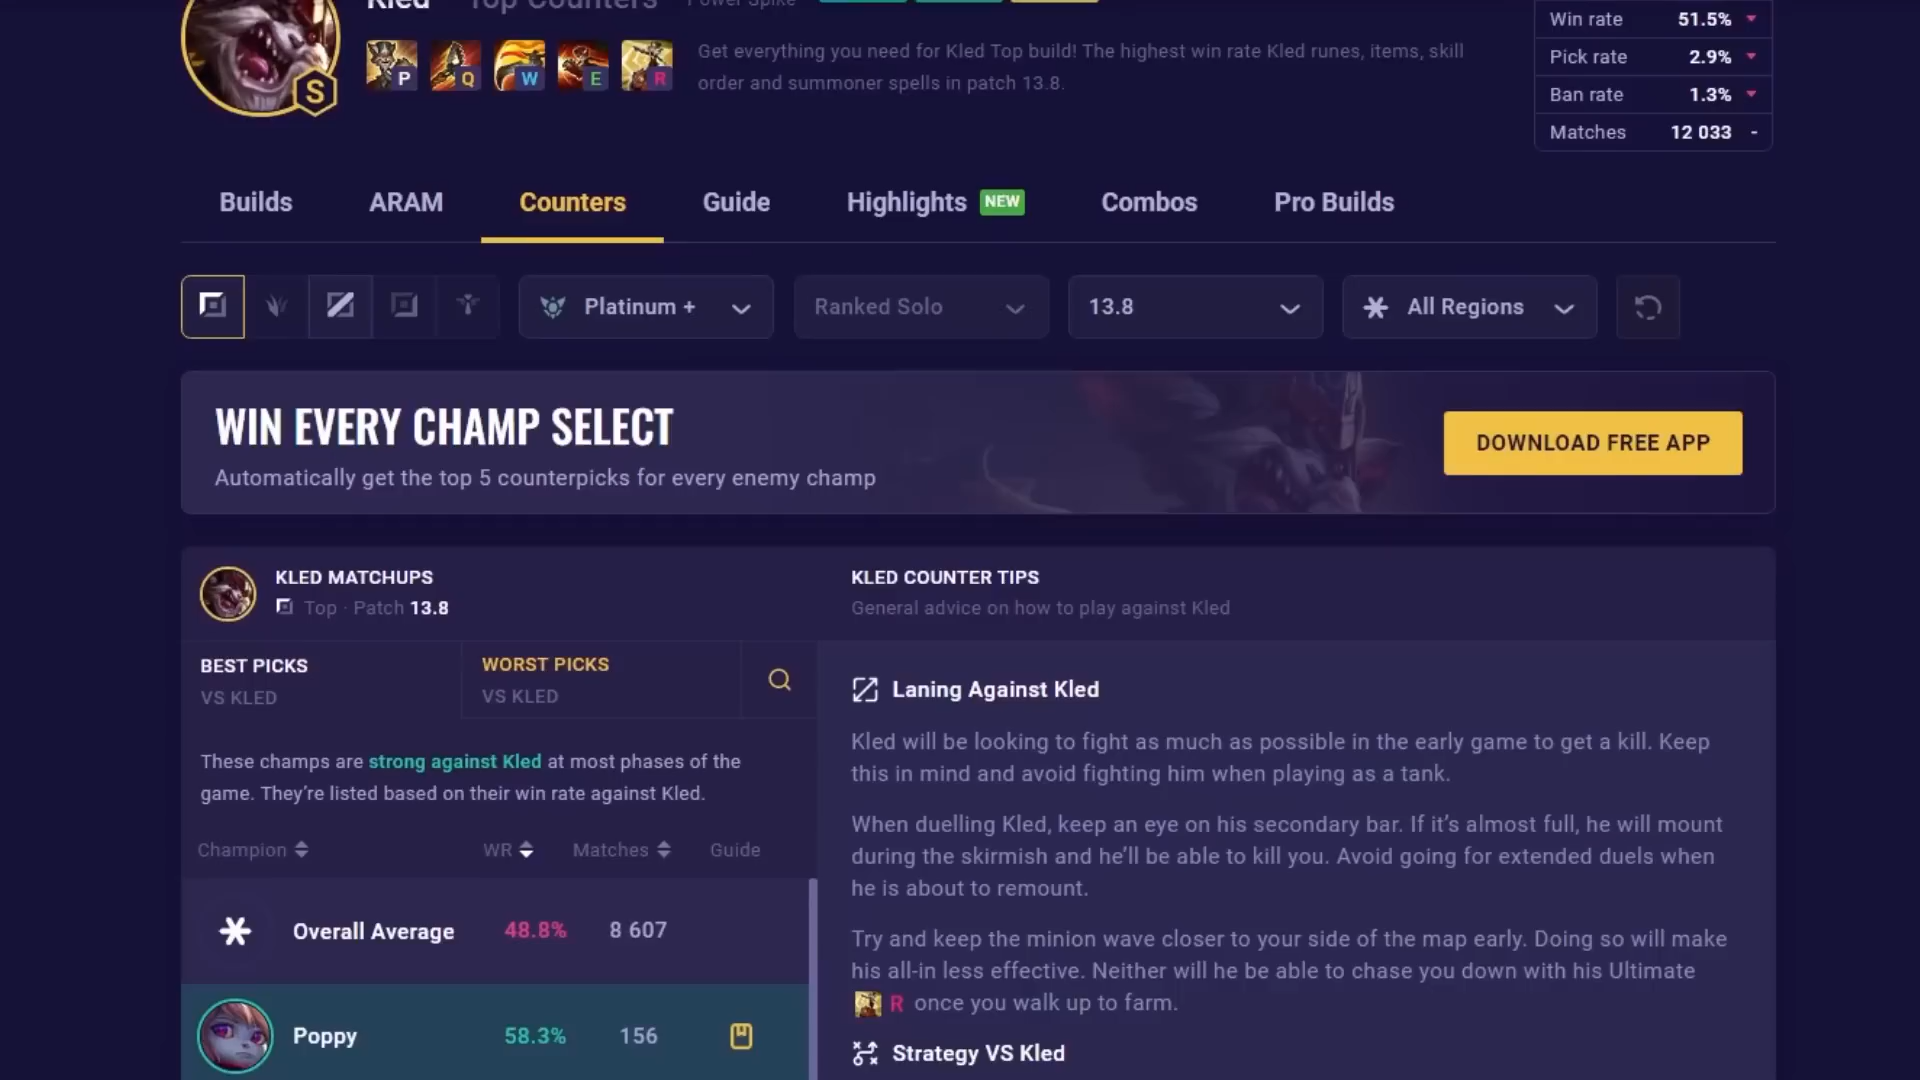 Kled Top Counters Power Spike
P Q W E R
S
Get everything you need for Kled Top build! The highest win rate Kled runes, items, skill
order and summoner spells in patch 13.8.
Win rate 51.5%
Pick rate 2.9%
Ban rate 1.3%
Matches 12 033 -
Builds ARAM Counters Guide Highlights NEW Combos Pro Builds
Platinum + Ranked Solo 13.8 All Regions
WIN EVERY CHAMP SELECT
Automatically get the top 5 counterpicks for every enemy champ
DOWNLOAD FREE APP
KLED MATCHUPS
Top · Patch 13.8
KLED COUNTER TIPS
General advice on how to play against Kled
BEST PICKS
VS KLED
WORST PICKS
VS KLED
These champs are strong against Kled at most phases of the
game. They’re listed based on their win rate against Kled.
Champion WR Matches Guide
Overall Average 48.8% 8 607
Poppy 58.3% 156
Laning Against Kled
Kled will be looking to fight as much as possible in the early game to get a kill. Keep
this in mind and avoid fighting him when playing as a tank.
When duelling Kled, keep an eye on his secondary bar. If it’s almost full, he will mount
during the skirmish and he’ll be able to kill you. Avoid going for extended duels when
he is about to remount.
Try and keep the minion wave closer to your side of the map early. Doing so will make
his all-in less effective. Neither will he be able to chase you down with his Ultimate
R once you walk up to farm.
Strategy VS Kled